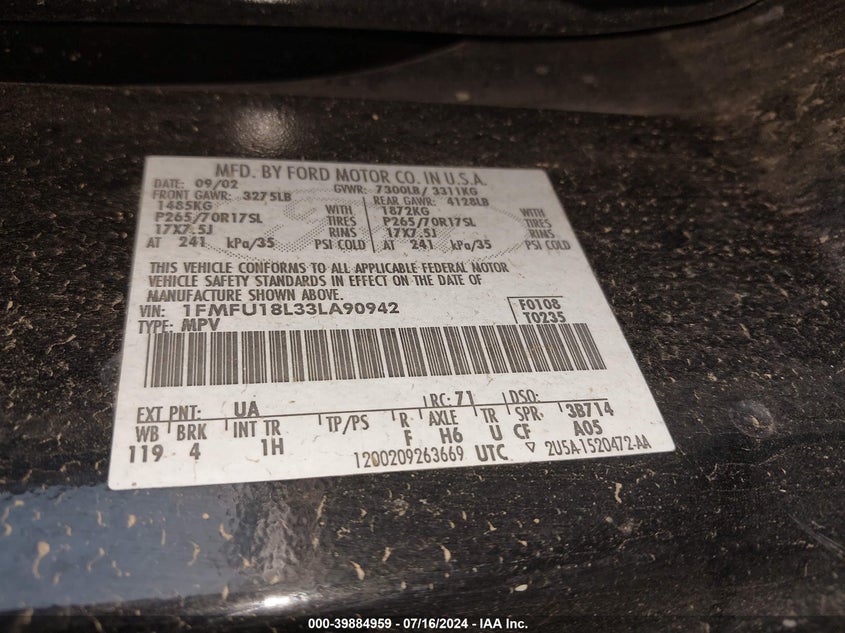 MFD. BY FORD MOTOR CO. IN U.S.A.
DATE: 09/02 GVWR: 7300LB/ 3311KG
FRONT GAWR: 3275LB REAR GAWR: 4128LB
1485KG WITH 1872KG WITH
P265/70R17SL TIRES P265/70R17SL TIRES
17X7.5J RIMS 17X7.5J RIMS
AT 241 kPa/35 PSI COLD AT 241 kPa/35 PSI COLD
THIS VEHICLE CONFORMS TO ALL APPLICABLE FEDERAL MOTOR
VEHICLE SAFETY STANDARDS IN EFFECT ON THE DATE OF
MANUFACTURE SHOWN ABOVE.
VIN: 1FMFU18L33LA90942 F0108
TYPE: MPV T0235
EXT PNT: UA RC: 71 DSO:
WB BRK INT TR TP/PS R AXLE TR SPR 3B714
119 4 1H F H6 U CF A05
1200209263669 UTC ▽ 2U5A-1520472-AA
000-39884959 / 07/16/2024 - IAA Inc.